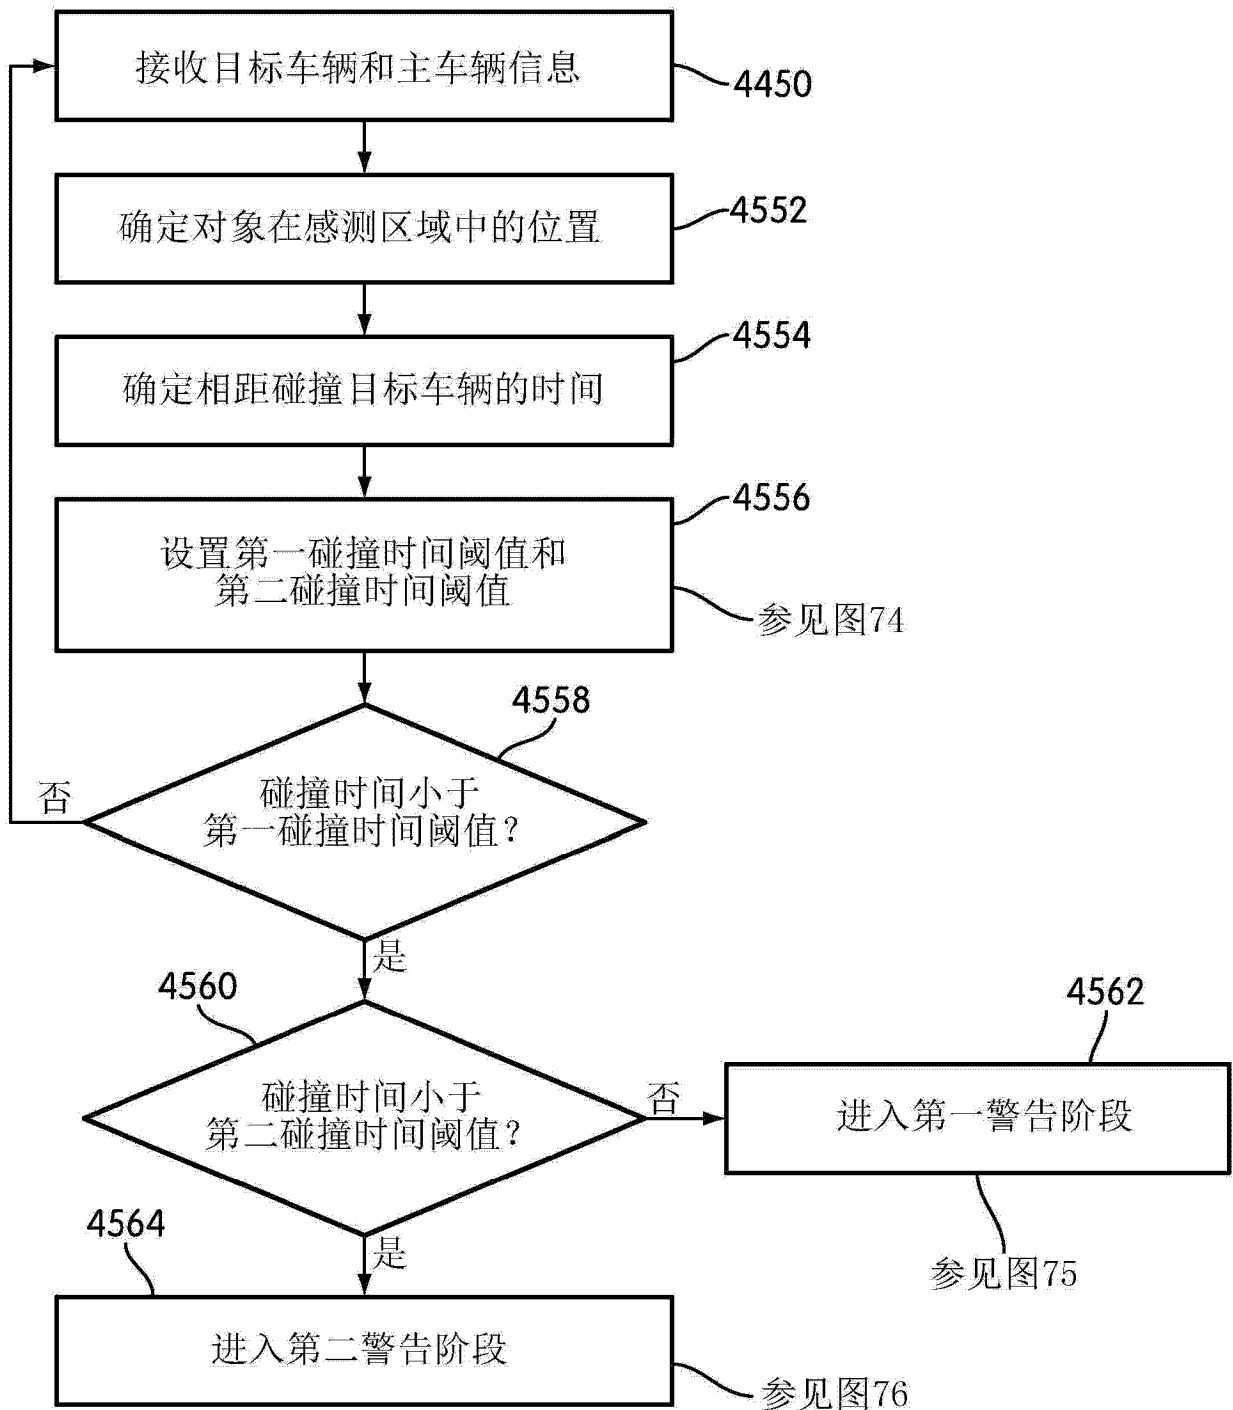 接收目标车辆和主车辆信息
4450
确定对象在感测区域中的位置
4552
确定相距碰撞目标车辆的时间
4554
4556
设置第一碰撞时间阈值和
第二碰撞时间阈值
参见图74
4558
否
碰撞时间小于
第一碰撞时间阈值?
是
4560
碰撞时间小于
第二碰撞时间阈值?
否
4562
进入第一警告阶段
参见图75
是
4564
进入第二警告阶段
参见图76